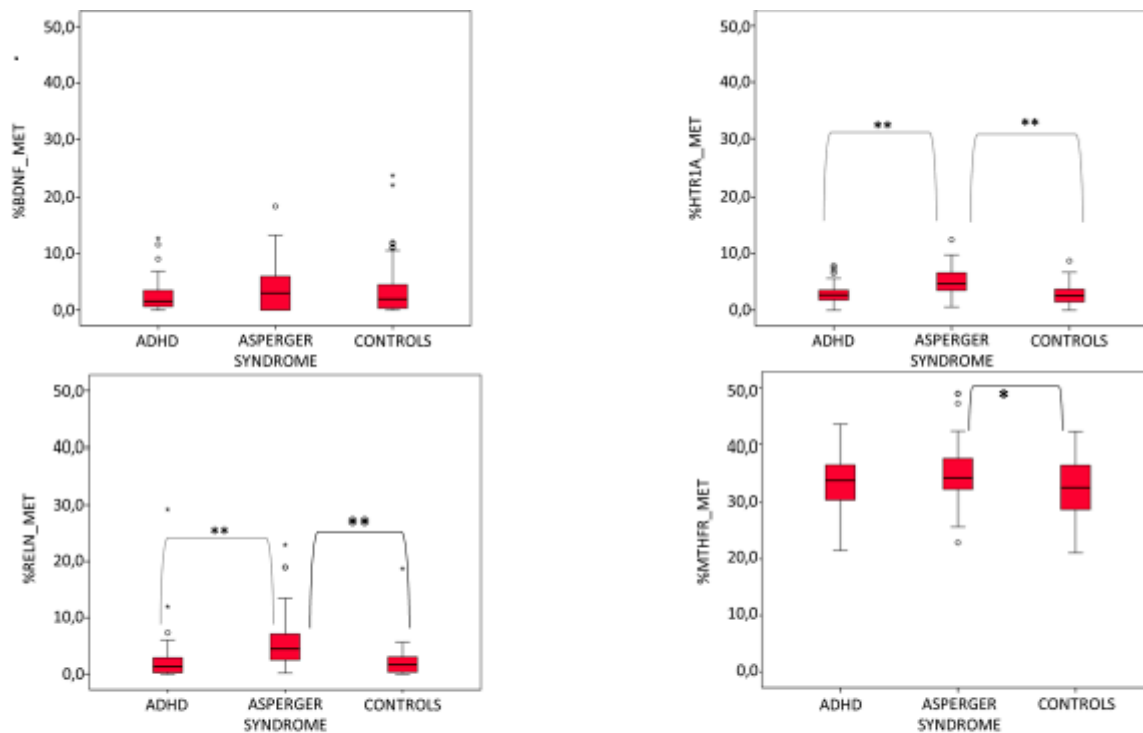 50,0
40,0
30,0
20,0
10,0
0,0
%BDNF_MET
ADHD
ASPERGER
SYNDROME
CONTROLS
50,0
40,0
30,0
20,0
10,0
0,0
%HTR1A_MET
**
**
ADHD
ASPERGER
SYNDROME
CONTROLS
50,0
40,0
30,0
20,0
10,0
0,0
%RELN_MET
**
**
ADHD
ASPERGER
SYNDROME
CONTROLS
50,0
40,0
30,0
20,0
10,0
0,0
%MTHFR_MET
*
ADHD
ASPERGER
SYNDROME
CONTROLS